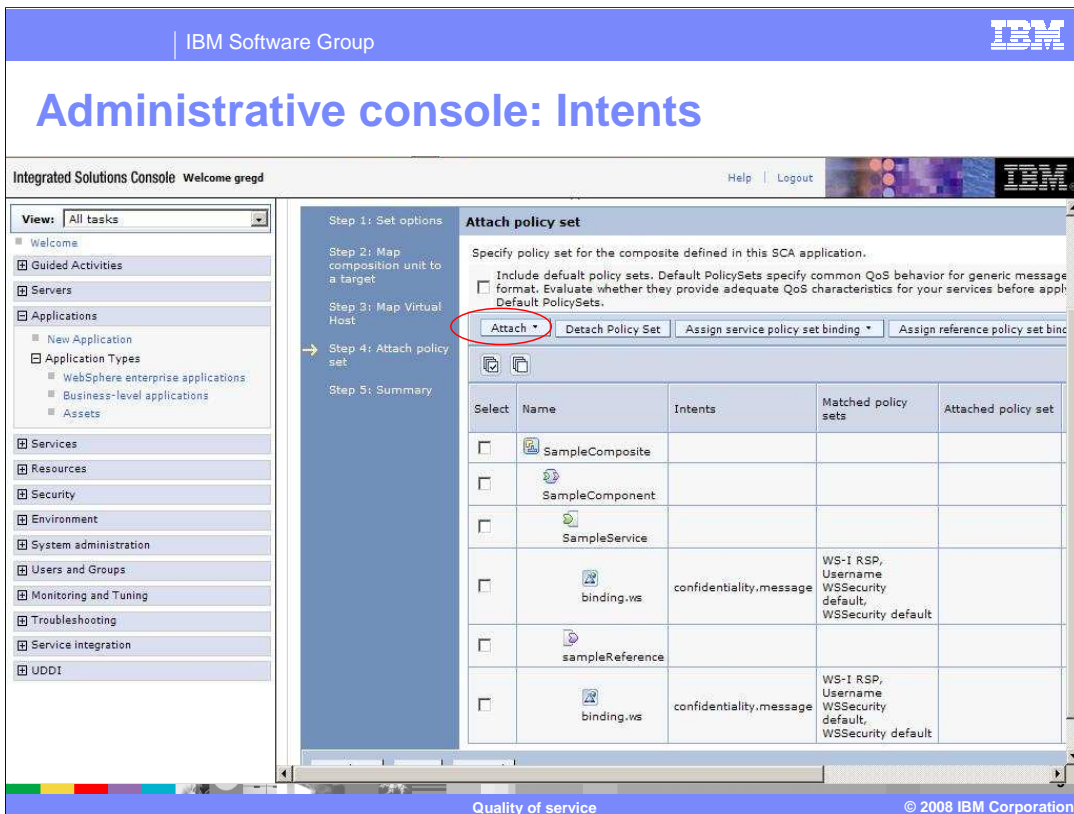 IBM Software Group
IBM
Administrative console: Intents
Integrated Solutions Console Welcome gregd
Help | Logout
IBM
View: All tasks
Welcome
Guided Activities
Servers
Applications
New Application
Application Types
WebSphere enterprise applications
Business-level applications
Assets
Services
Resources
Security
Environment
System administration
Users and Groups
Monitoring and Tuning
Troubleshooting
Service integration
UDDI
Step 1: Set options
Step 2: Map
composition unit to
a target
Step 3: Map Virtual
Host
Step 4: Attach policy
set
Step 5: Summary
Attach policy set
Specify policy set for the composite defined in this SCA application.
Include defualt policy sets. Default PolicySets specify common QoS behavior for generic message
format. Evaluate whether they provide adequate QoS characteristics for your services before appl
Default PolicySets.
Attach
Detach Policy Set
Assign service policy set binding
Assign reference policy set bind
Select Name Intents Matched policy sets Attached policy set
SampleComposite
SampleComponent
SampleService
binding.ws confidentiality.message WS-I RSP,
Username
WSSecurity
default,
WSSecurity default
sampleReference
binding.ws confidentiality.message WS-I RSP,
Username
WSSecurity
default,
WSSecurity default
Quality of service
© 2008 IBM Corporation